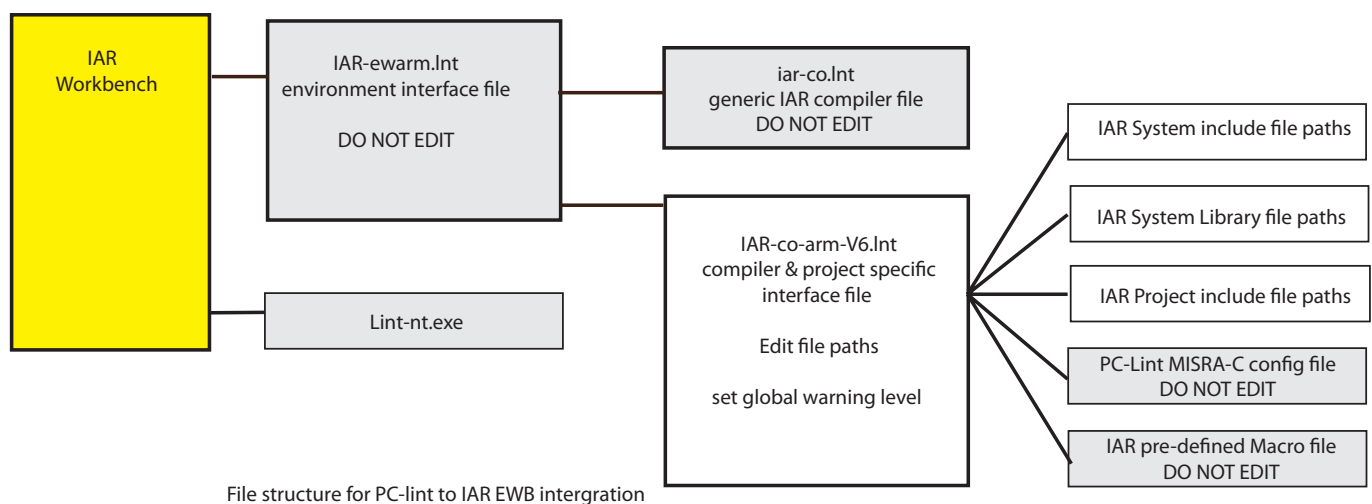 IAR
Workbench
IAR-ewarm.lnt
environment interface file
DO NOT EDIT
Lint-nt.exe
iar-co.lnt
generic IAR compiler file
DO NOT EDIT
IAR-co-arm-V6.lnt
compiler & project specific
interface file
Edit file paths
set global warning level
IAR System include file paths
IAR System Library file paths
IAR Project include file paths
PC-Lint MISRA-C config file
DO NOT EDIT
IAR pre-defined Macro file
DO NOT EDIT
File structure for PC-lint to IAR EWB intergration